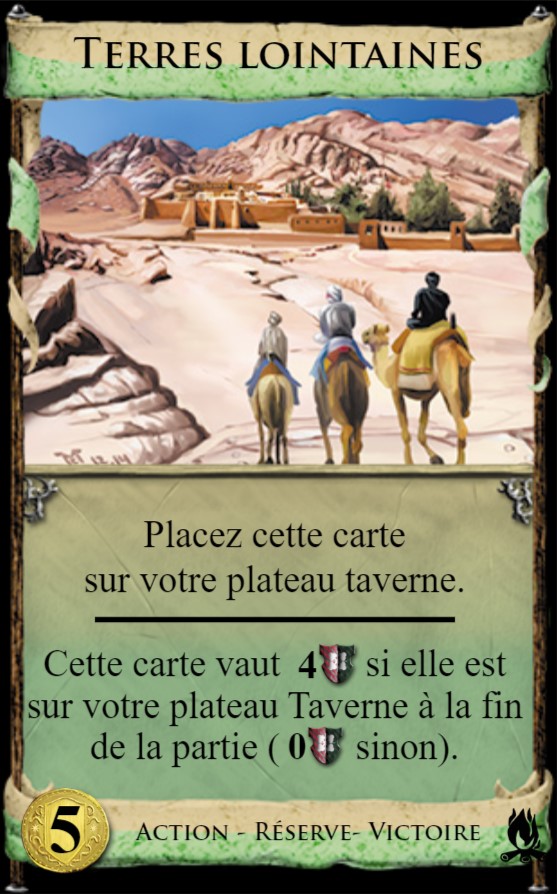 TERRES LOINTAINES
Placez cette carte
sur votre plateau taverne.
Cette carte vaut 4 si elle est
sur votre plateau Taverne à la fin
de la partie ( 0 sinon).
5
ACTION - RÉSERVE- VICTOIRE